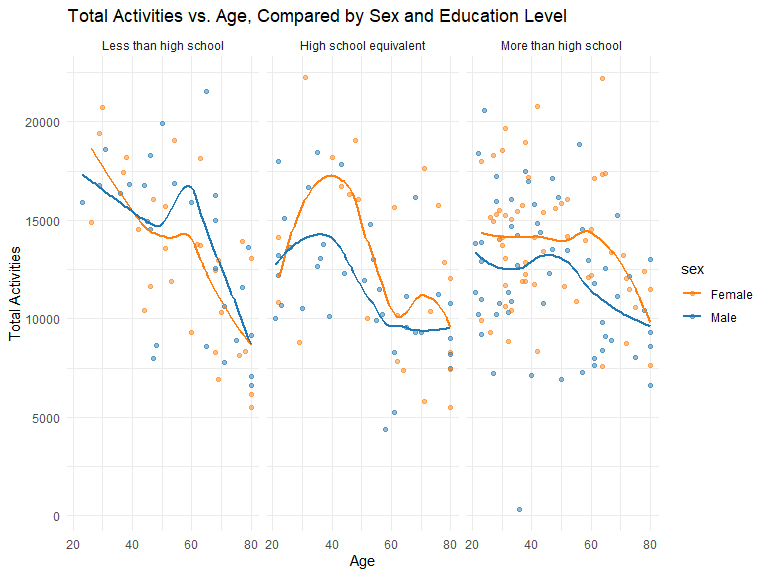 Total Activities vs. Age, Compared by Sex and Education Level
Less than high school
High school equivalent
More than high school
20000
15000
10000
5000
0
Total Activities
20 40 60 80 20 40 60 80 20 40 60 80
Age
sex
Female
Male